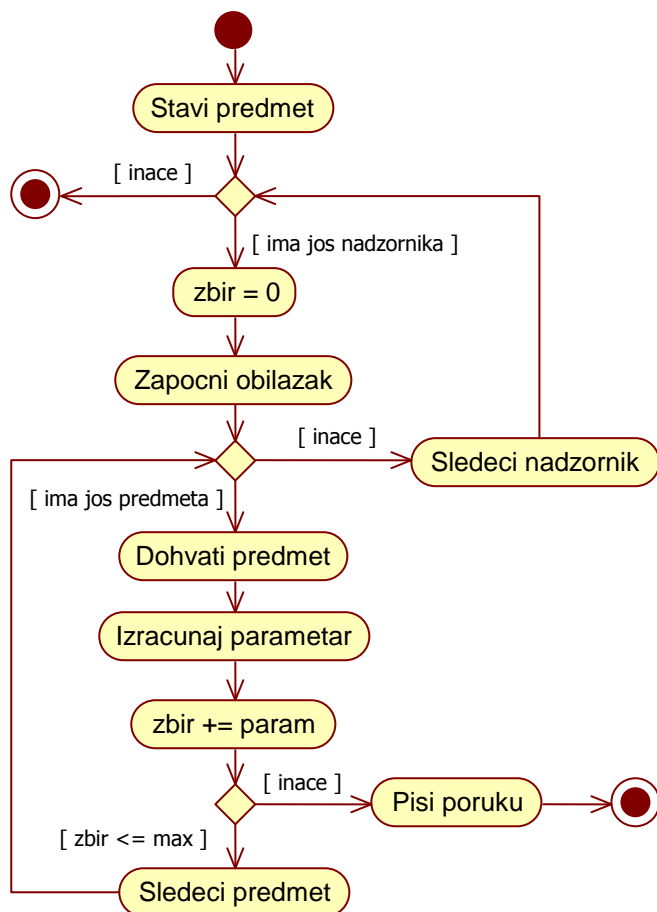 Stavi predmet
[ inace ]
[ ima jos nadzornika ]
zbir = 0
Zapocni obilazak
[ inace ]
Sledeci nadzornik
[ ima jos predmeta ]
Dohvati predmet
Izracunaj parametar
zbir += param
[ inace ]
Pisi poruku
[ zbir <= max ]
Sledeci predmet